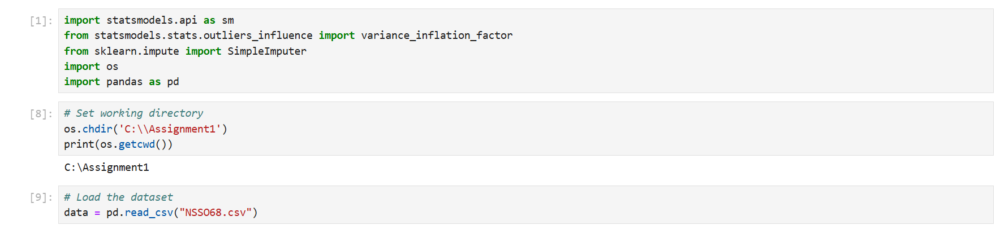 [1]: import statsmodels.api as sm
from statsmodels.stats.outliers_influence import variance_inflation_factor
from sklearn.impute import SimpleImputer
import os
import pandas as pd
[8]: # Set working directory
os.chdir('C:\\Assignment1')
print(os.getcwd())
C:\Assignment1
[9]: # Load the dataset
data = pd.read_csv("NSSO68.csv")